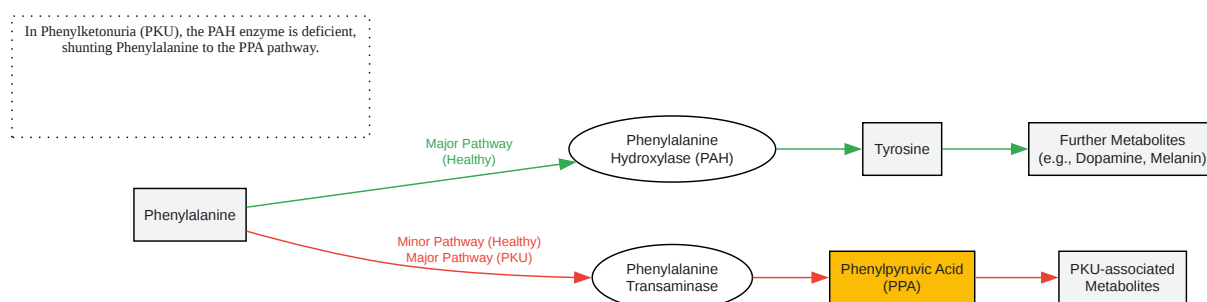 In Phenylketonuria (PKU), the PAH enzyme is deficient,
shunting Phenylalanine to the PPA pathway.
Major Pathway
(Healthy)
Phenylalanine
Hydroxylase (PAH)
Tyrosine
Further Metabolites
(e.g., Dopamine, Melanin)
Phenylalanine
Minor Pathway (Healthy)
Major Pathway (PKU)
Phenylalanine
Transaminase
Phenylpyruvic Acid
(PPA)
PKU-associated
Metabolites